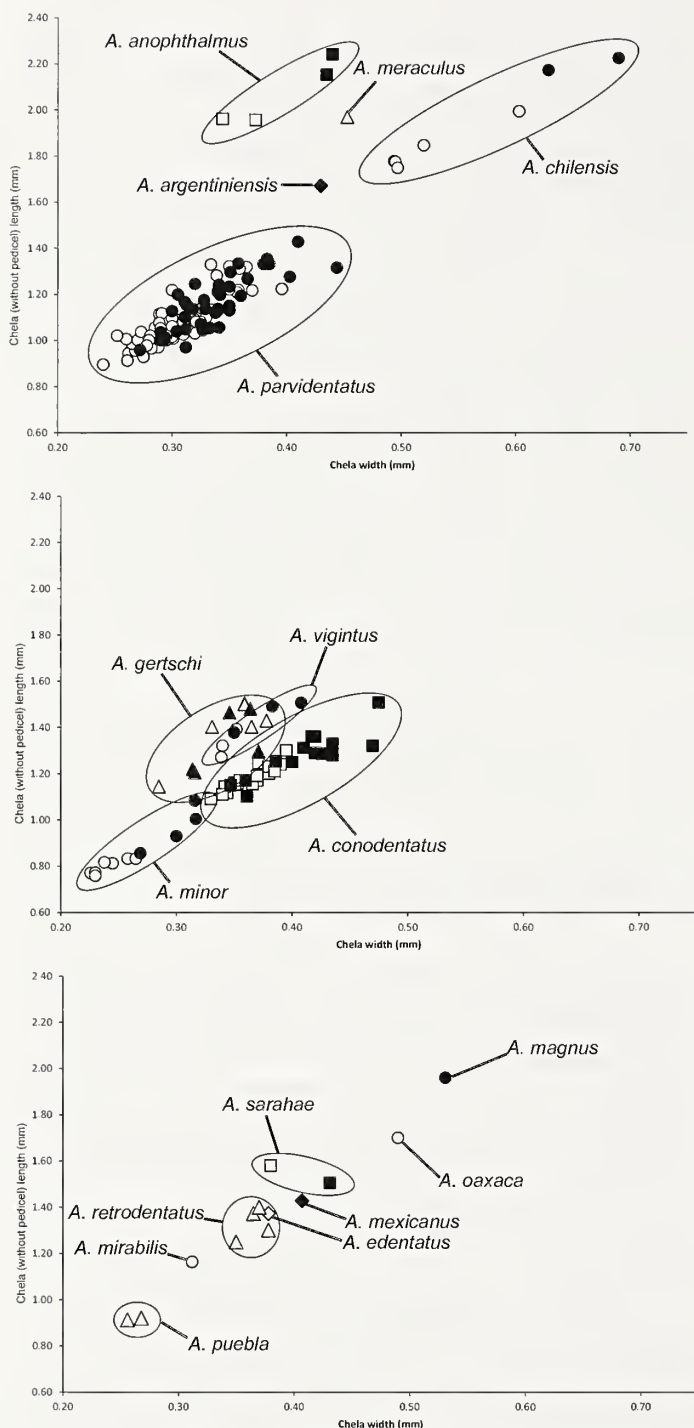 2.40
2.20
2.00
1.80
1.60
1.40
1.20
1.00
0.80
0.60
Chela (without pedicel) length (mm)
A. anophthalmus
A. meraculus
A. chilensis
A. argentiniensis
A. parvidentatus
0.20 0.30 0.40 0.50 0.60 0.70
Chela width (mm)
2.40
2.20
2.00
1.80
1.60
1.40
1.20
1.00
0.80
0.60
Chela (without pedicel) length (mm)
A. vigintus
A. gertschi
A. conodentatus
A. minor
0.20 0.30 0.40 0.50 0.60 0.70
Chela width (mm)
2.40
2.20
2.00
1.80
1.60
1.40
1.20
1.00
0.80
0.60
Chela (without pedicel) length (mm)
A. magnus
A. sarahae
A. oaxaca
A. retrodentatus
A. mexicanus
A. edentatus
A. mirabilis
A. puebla
0.20 0.30 0.40 0.50 0.60 0.70
Chela width (mm)